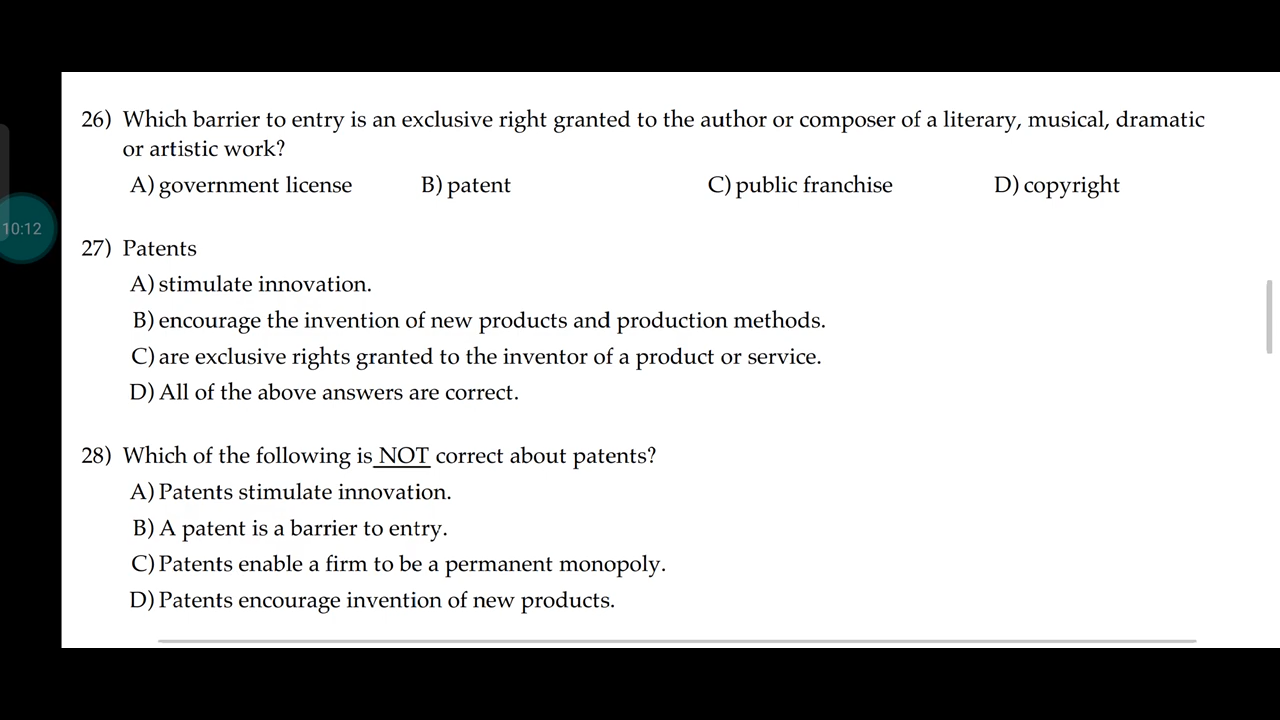 26) Which barrier to entry is an exclusive right granted to the author or composer of a literary, musical, dramatic
or artistic work?
A) government license B) patent C) public franchise D) copyright
10:12
27) Patents
A) stimulate innovation.
B) encourage the invention of new products and production methods.
C) are exclusive rights granted to the inventor of a product or service.
D) All of the above answers are correct.
28) Which of the following is NOT correct about patents?
A) Patents stimulate innovation.
B) A patent is a barrier to entry.
C) Patents enable a firm to be a permanent monopoly.
D) Patents encourage invention of new products.